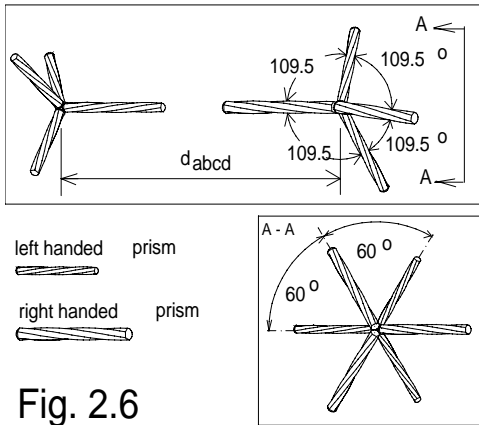 A
109.5
109.5 o
109.5
109.5 o
dabcd
A
left handed prism
right handed prism
A - A
60 o
60 o
Fig. 2.6